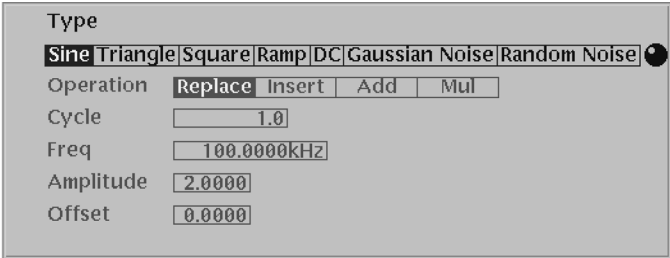 Type
Sine Triangle Square Ramp DC Gaussian Noise Random Noise
Operation Replace Insert Add Mul
Cycle 1.0
Freq 100.0000kHz
Amplitude 2.0000
Offset 0.0000